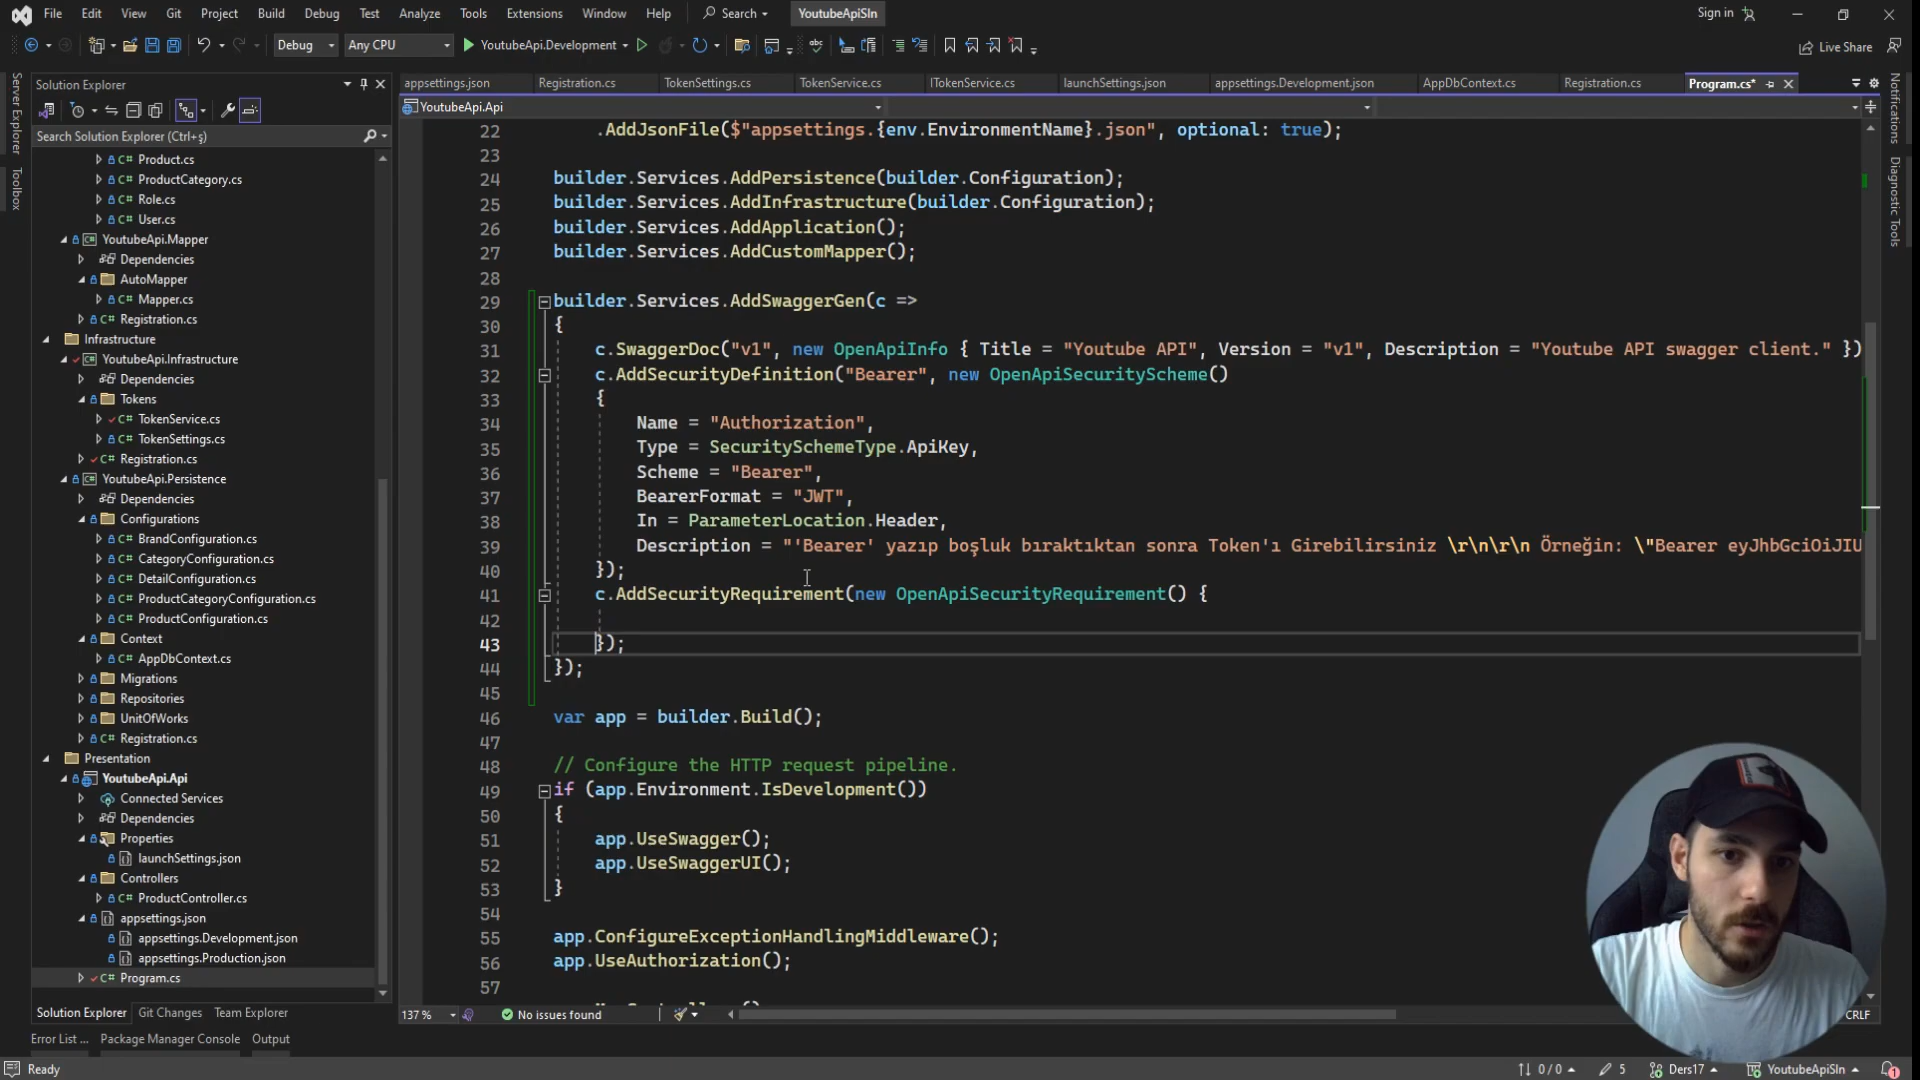 File Edit View Git Project Build Debug Test Analyze Tools Extensions Window Help Search YoutubeApiSln Sign in
Debug Any CPU YoutubeApi.Development Live Share
Server Explorer
Toolbox
Solution Explorer
Search Solution Explorer (Ctrl+ş)
Product.cs
ProductCategory.cs
Role.cs
User.cs
YoutubeApi.Mapper
Dependencies
AutoMapper
Mapper.cs
Registration.cs
Infrastructure
YoutubeApi.Infrastructure
Dependencies
Tokens
TokenService.cs
TokenSettings.cs
Registration.cs
YoutubeApi.Persistence
Dependencies
Configurations
BrandConfiguration.cs
CategoryConfiguration.cs
DetailConfiguration.cs
ProductCategoryConfiguration.cs
ProductConfiguration.cs
Context
AppDbContext.cs
Migrations
Repositories
UnitOfWorks
Registration.cs
Presentation
YoutubeApi.Api
Connected Services
Dependencies
Properties
launchSettings.json
Controllers
ProductController.cs
appsettings.json
appsettings.Development.json
appsettings.Production.json
Program.cs
Solution Explorer Git Changes Team Explorer
appsettings.json Registration.cs TokenSettings.cs TokenService.cs ITokenService.cs launchSettings.json appsettings.Development.json AppDbContext.cs Registration.cs Program.cs*
YoutubeApi.Api
22 .AddJsonFile($"appsettings.{env.EnvironmentName}.json", optional: true);
23
24 builder.Services.AddPersistence(builder.Configuration);
25 builder.Services.AddInfrastructure(builder.Configuration);
26 builder.Services.AddApplication();
27 builder.Services.AddCustomMapper();
28
29 builder.Services.AddSwaggerGen(c =>
30 {
31 c.SwaggerDoc("v1", new OpenApiInfo { Title = "Youtube API", Version = "v1", Description = "Youtube API swagger client." })
32 c.AddSecurityDefinition("Bearer", new OpenApiSecurityScheme()
33 {
34 Name = "Authorization",
35 Type = SecuritySchemeType.ApiKey,
36 Scheme = "Bearer",
37 BearerFormat = "JWT",
38 In = ParameterLocation.Header,
39 Description = "'Bearer' yazıp boşluk bıraktıktan sonra Token'ı Girebilirsiniz \r\n\r\n Örneğin: \"Bearer eyJhbGciOiJIU
40 });
41 c.AddSecurityRequirement(new OpenApiSecurityRequirement() {
42
43 });
44 });
45
46 var app = builder.Build();
47
48 // Configure the HTTP request pipeline.
49 if (app.Environment.IsDevelopment())
50 {
51 app.UseSwagger();
52 app.UseSwaggerUI();
53 }
54
55 app.ConfigureExceptionHandlingMiddleware();
56 app.UseAuthorization();
57
137 % No issues found CRLF
Notifications
Diagnostic Tools
Error List ... Package Manager Console Output
Ready 0 / 0 5 Ders17 YoutubeApiSln 1